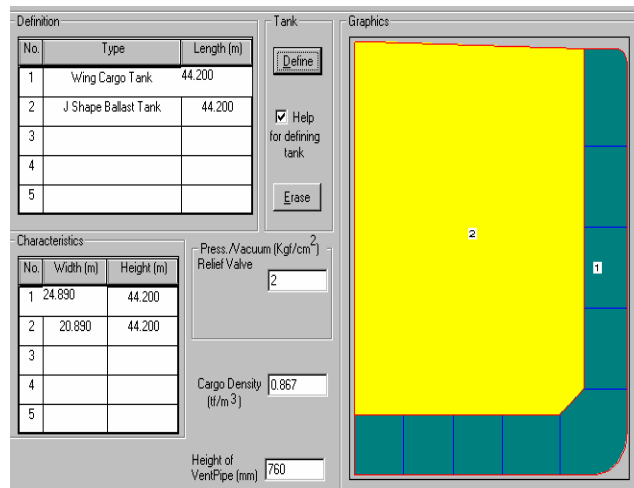 Definition
No. Type Length (m)
1 Wing Cargo Tank 44.200
2 J Shape Ballast Tank 44.200
3
4
5
Tank
Define
Help
for defining
tank
Erase
Characteristics
No. Width (m) Height (m)
1 24.890 44.200
2 20.890 44.200
3
4
5
Press./Vacuum (Kgf/cm2)
Relief Valve
2
Cargo Density 0.867
(tf/m3)
Height of
VentPipe (mm) 760
Graphics
2
1